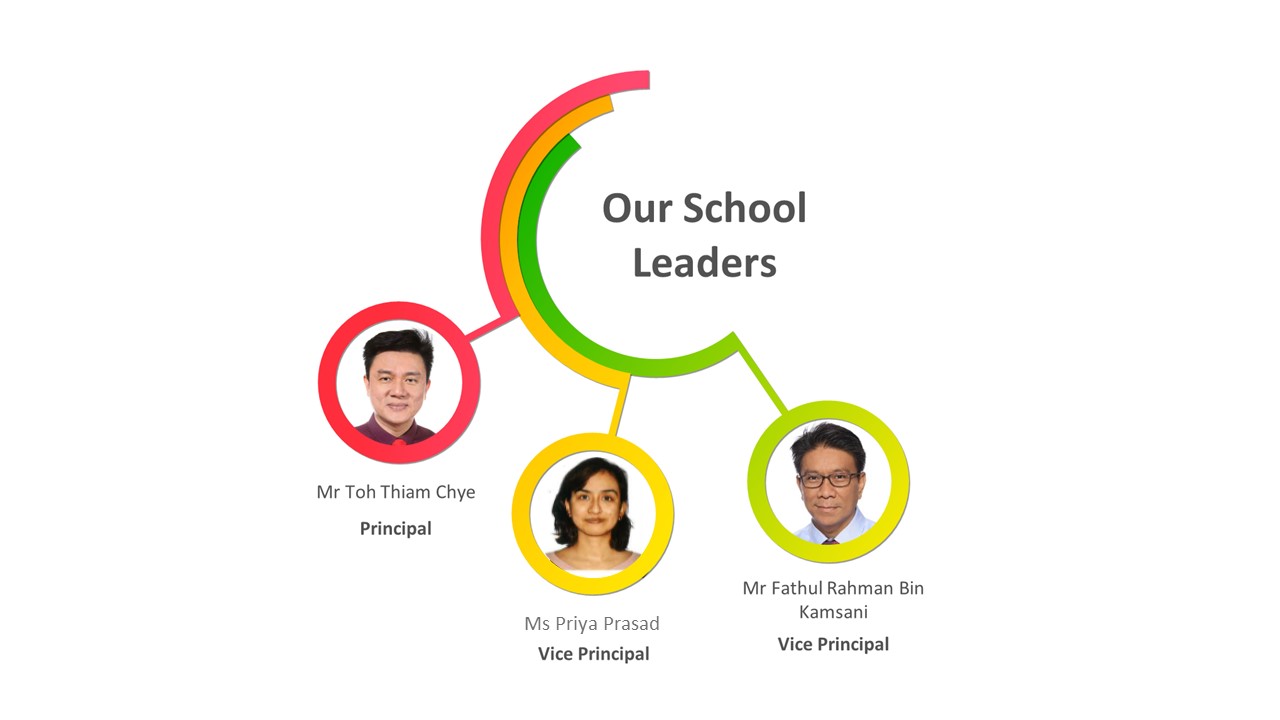 Our School
Leaders
Mr Toh Thiam Chye
Principal
Ms Priya Prasad
Vice Principal
Mr Fathul Rahman Bin
Kamsani
Vice Principal